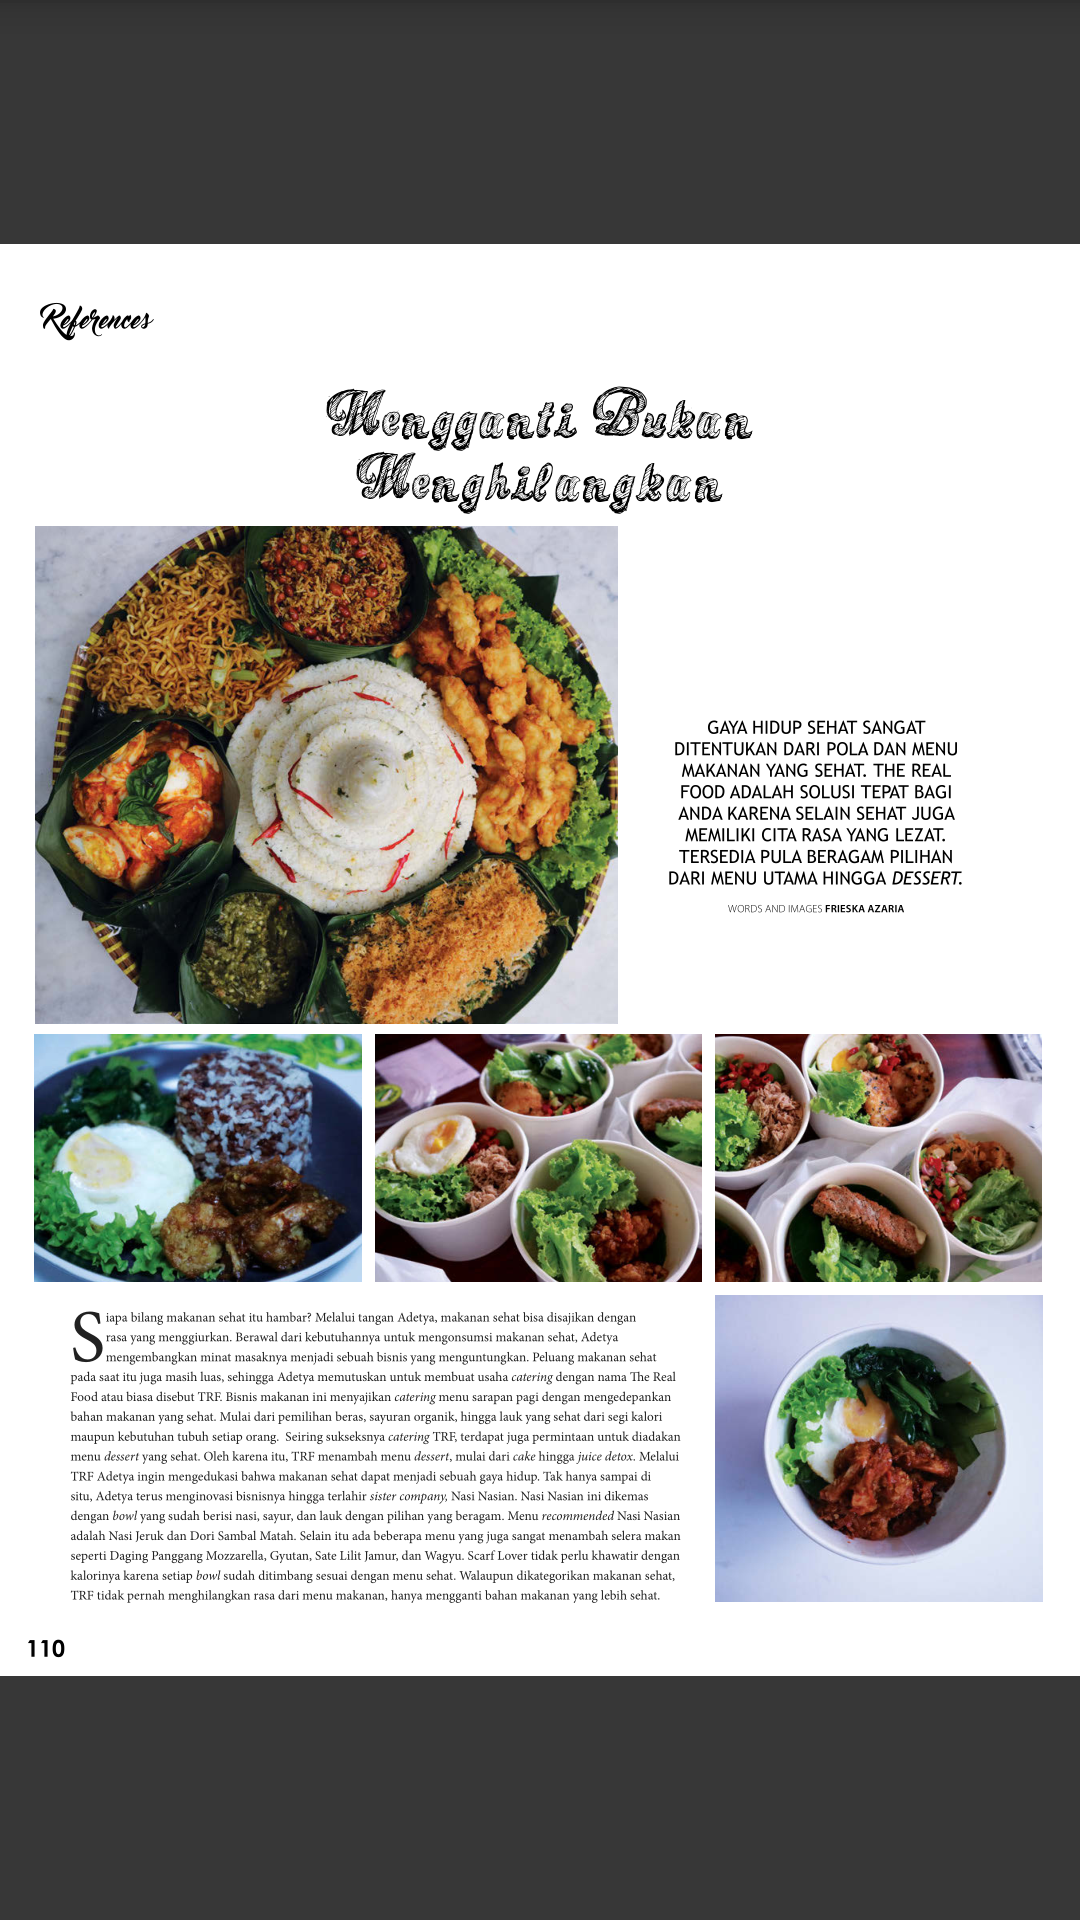 References
Mengganti Bukan
Menghilangkan
GAYA HIDUP SEHAT SANGAT
DITENTUKAN DARI POLA DAN MENU
MAKANAN YANG SEHAT. THE REAL
FOOD ADALAH SOLUSI TEPAT BAGI
ANDA KARENA SELAIN SEHAT JUGA
MEMILIKI CITA RASA YANG LEZAT.
TERSEDIA PULA BERAGAM PILIHAN
DARI MENU UTAMA HINGGA DESSERT.
WORDS AND IMAGES FRIESKA AZARIA
Siapa bilang makanan sehat itu hambar? Melalui tangan Adetya, makanan sehat bisa disajikan dengan
rasa yang menggiurkan. Berawal dari kebutuhannya untuk mengonsumsi makanan sehat, Adetya
mengembangkan minat masaknya menjadi sebuah bisnis yang menguntungkan. Peluang makanan sehat
pada saat itu juga masih luas, sehingga Adetya memutuskan untuk membuat usaha catering dengan nama The Real
Food atau biasa disebut TRF. Bisnis makanan ini menyajikan catering menu sarapan pagi dengan mengedepankan
bahan makanan yang sehat. Mulai dari pemilihan beras, sayuran organik, hingga lauk yang sehat dari segi kalori
maupun kebutuhan tubuh setiap orang. Seiring sukseksnya catering TRF, terdapat juga permintaan untuk diadakan
menu dessert yang sehat. Oleh karena itu, TRF menambah menu dessert, mulai dari cake hingga juice detox. Melalui
TRF Adetya ingin mengedukasi bahwa makanan sehat dapat menjadi sebuah gaya hidup. Tak hanya sampai di
situ, Adetya terus menginovasi bisnisnya hingga terlahir sister company, Nasi Nasian. Nasi Nasian ini dikemas
dengan bowl yang sudah berisi nasi, sayur, dan lauk dengan pilihan yang beragam. Menu recommended Nasi Nasian
adalah Nasi Jeruk dan Dori Sambal Matah. Selain itu ada beberapa menu yang juga sangat menambah selera makan
seperti Daging Panggang Mozzarella, Gyutan, Sate Lilit Jamur, dan Wagyu. Scarf Lover tidak perlu khawatir dengan
kalorinya karena setiap bowl sudah ditimbang sesuai dengan menu sehat. Walaupun dikategorikan makanan sehat,
TRF tidak pernah menghilangkan rasa dari menu makanan, hanya mengganti bahan makanan yang lebih sehat.
110